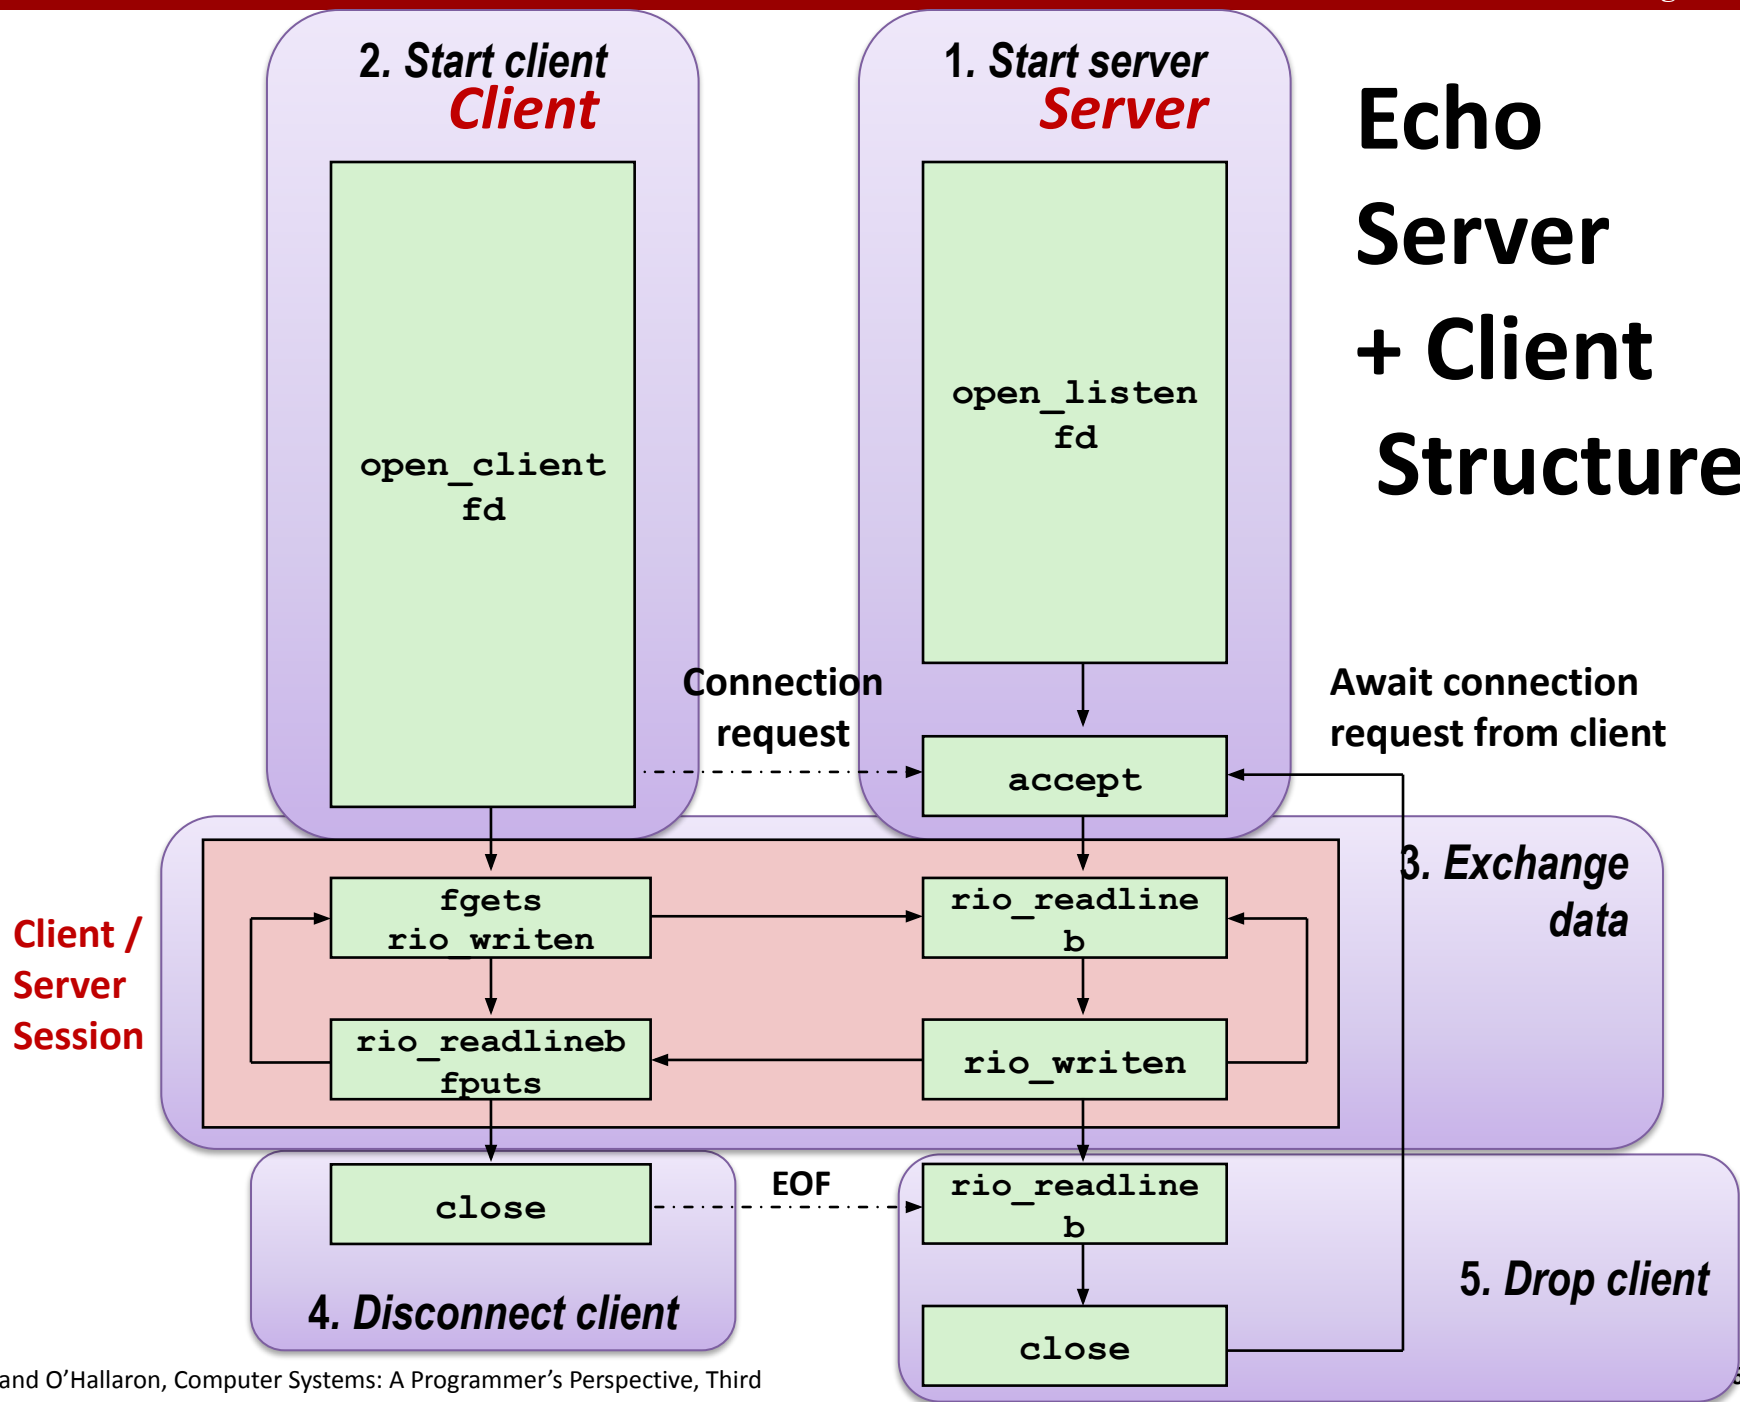 2. Start client
Client
1. Start server
Server
Echo
Server
+ Client
Structure
open_client
fd
open_listen
fd
Connection
request
Await connection
request from client
accept
3. Exchange
data
Client /
Server
Session
fgets
rio_writen
rio_readline
b
rio_readlineb
fputs
rio_writen
close
EOF
rio_readline
b
4. Disconnect client
5. Drop client
close
and O'Hallaron, Computer Systems: A Programmer's Perspective, Third